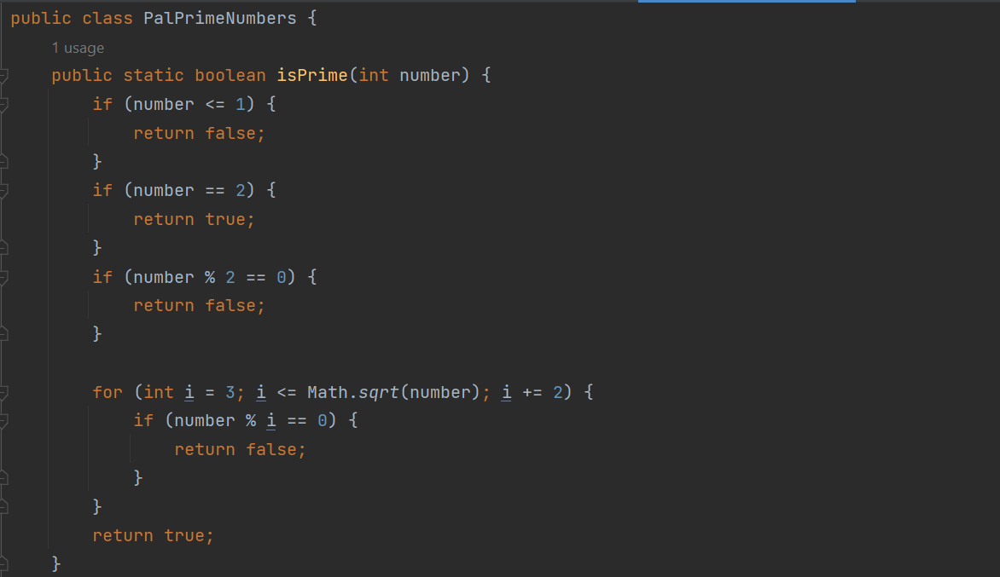 public class PalPrimeNumbers {
1 usage
public static boolean isPrime(int number) {
if (number <= 1) {
return false;
}
if (number == 2) {
return true;
}
if (number % 2 == 0) {
return false;
}
for (int i = 3; i <= Math.sqrt(number); i += 2) {
if (number % i == 0) {
return false;
}
}
return true;
}